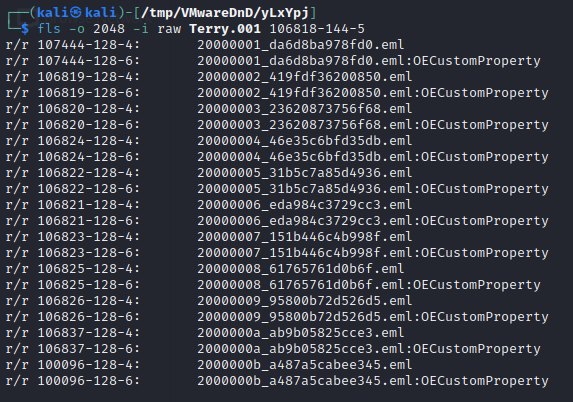 ┌──(kali㉿kali)-[/tmp/VMwareDnD/yLxYpj]
└─$ fls -o 2048 -i raw Terry.001 106818-144-5
r/r 107444-128-4: 20000001_da6d8ba978fd0.eml
r/r 107444-128-6: 20000001_da6d8ba978fd0.eml:OECustomProperty
r/r 106819-128-4: 20000002_419fdf36200850.eml
r/r 106819-128-6: 20000002_419fdf36200850.eml:OECustomProperty
r/r 106820-128-4: 20000003_23620873756f68.eml
r/r 106820-128-6: 20000003_23620873756f68.eml:OECustomProperty
r/r 106824-128-4: 20000004_46e35c6bfd35db.eml
r/r 106824-128-6: 20000004_46e35c6bfd35db.eml:OECustomProperty
r/r 106822-128-4: 20000005_31b5c7a85d4936.eml
r/r 106822-128-6: 20000005_31b5c7a85d4936.eml:OECustomProperty
r/r 106821-128-4: 20000006_eda984c3729cc3.eml
r/r 106821-128-6: 20000006_eda984c3729cc3.eml:OECustomProperty
r/r 106823-128-4: 20000007_151b446c4b998f.eml
r/r 106823-128-6: 20000007_151b446c4b998f.eml:OECustomProperty
r/r 106825-128-4: 20000008_61765761d0b6f.eml
r/r 106825-128-6: 20000008_61765761d0b6f.eml:OECustomProperty
r/r 106826-128-4: 20000009_95800b72d526d5.eml
r/r 106826-128-6: 20000009_95800b72d526d5.eml:OECustomProperty
r/r 106837-128-4: 2000000a_ab9b05825cce3.eml
r/r 106837-128-6: 2000000a_ab9b05825cce3.eml:OECustomProperty
r/r 100096-128-4: 2000000b_a487a5cabee345.eml
r/r 100096-128-6: 2000000b_a487a5cabee345.eml:OECustomProperty